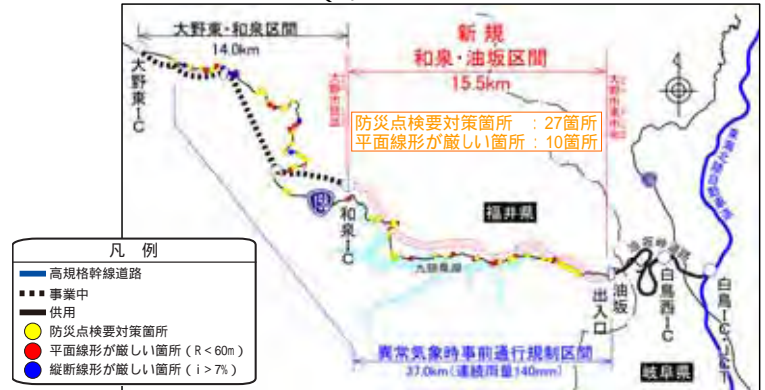 大野東・和泉区間
14.0km
新規
和泉・油坂区間
15.5km
大野東IC
防災点検要対策箇所 : 27箇所
平面線形が厳しい箇所 : 10箇所
158
和泉IC
福井県
九頭竜湖
油坂峠道路
出入口
油坂
白鳥西IC
白鳥IC・JCT
東海北陸自動車道
岐阜県
異常気象時事前通行規制区間
37.0km(連続雨量140mm)
凡 例
高規格幹線道路
事業中
供用
防災点検要対策箇所
平面線形が厳しい箇所(R<60m)
縦断線形が厳しい箇所(i>7%)